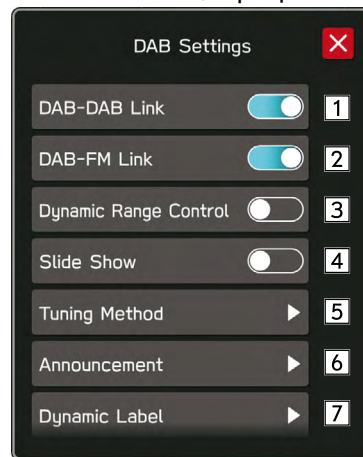 DAB Settings
DAB-DAB Link 1
DAB-FM Link 2
Dynamic Range Control 3
Slide Show 4
Tuning Method 5
Announcement 6
Dynamic Label 7